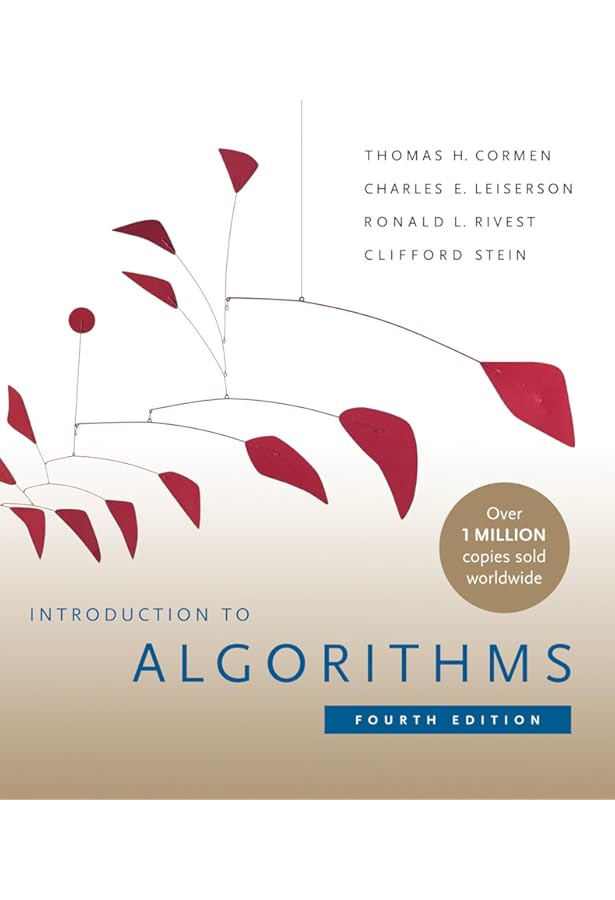 THOMAS H. CORMEN
CHARLES E. LEISERSON
RONALD L. RIVEST
CLIFFORD STEIN
Over
1 MILLION
copies sold
worldwide
INTRODUCTION TO
ALGORITHMS
FOURTH EDITION